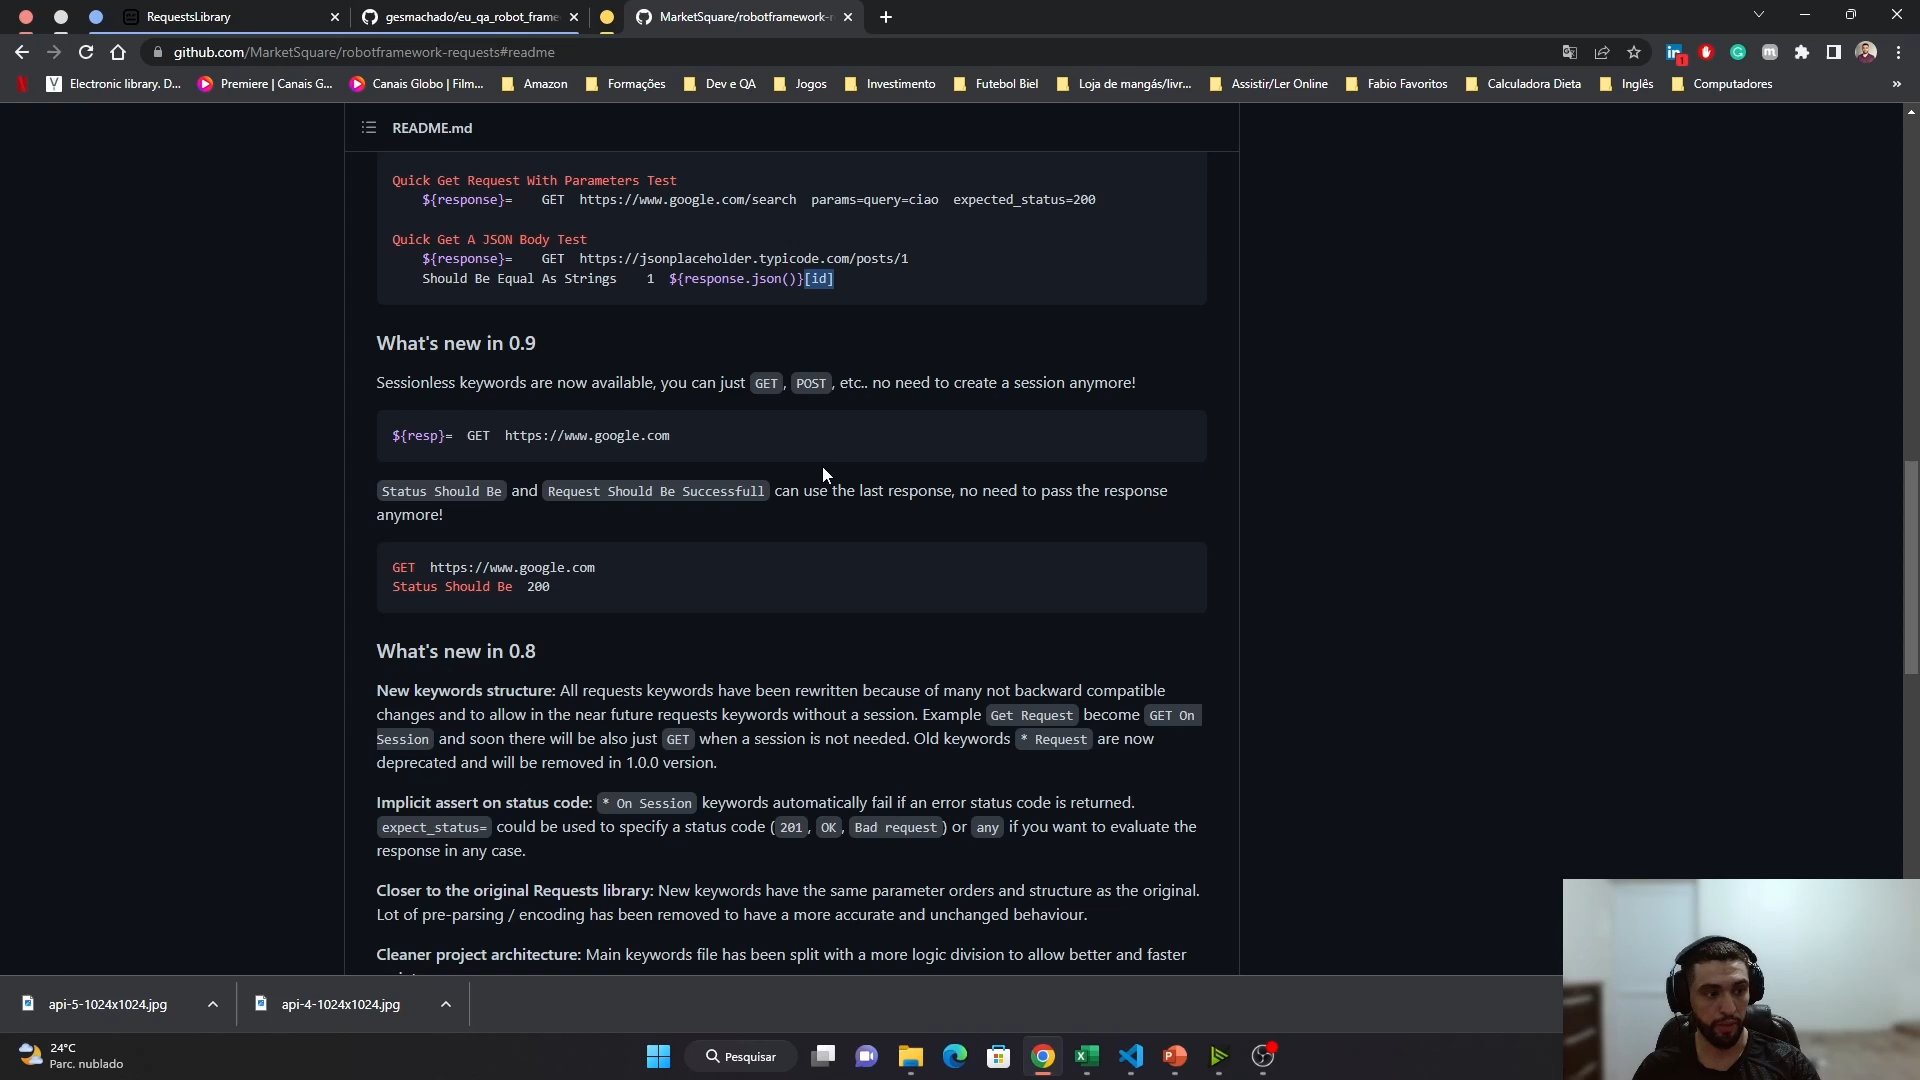 RequestsLibrary
gesmachado/eu_qa_robot_frame
MarketSquare/robotframework-r
github.com/MarketSquare/robotframework-requests#readme
Electronic library. D... Premiere | Canais G... Canais Globo | Film... Amazon Formações Dev e QA Jogos Investimento Futebol Biel Loja de mangás/livr... Assistir/Ler Online Fabio Favoritos Calculadora Dieta Inglês Computadores »
README.md
Quick Get Request With Parameters Test
${response}= GET https://www.google.com/search params=query=ciao expected_status=200
Quick Get A JSON Body Test
${response}= GET https://jsonplaceholder.typicode.com/posts/1
Should Be Equal As Strings 1 ${response.json()}[id]
What's new in 0.9
Sessionless keywords are now available, you can just GET, POST, etc.. no need to create a session anymore!
${resp}= GET https://www.google.com
Status Should Be and Request Should Be Successfull can use the last response, no need to pass the response
anymore!
GET https://www.google.com
Status Should Be 200
What's new in 0.8
New keywords structure: All requests keywords have been rewritten because of many not backward compatible
changes and to allow in the near future requests keywords without a session. Example Get Request become GET On
Session and soon there will be also just GET when a session is not needed. Old keywords * Request are now
deprecated and will be removed in 1.0.0 version.
Implicit assert on status code: * On Session keywords automatically fail if an error status code is returned.
expect_status= could be used to specify a status code (201, OK, Bad request) or any if you want to evaluate the
response in any case.
Closer to the original Requests library: New keywords have the same parameter orders and structure as the original.
Lot of pre-parsing / encoding has been removed to have a more accurate and unchanged behaviour.
Cleaner project architecture: Main keywords file has been split with a more logic division to allow better and faster
api-5-1024x1024.jpg
api-4-1024x1024.jpg
24°C
Parc. nublado
Pesquisar